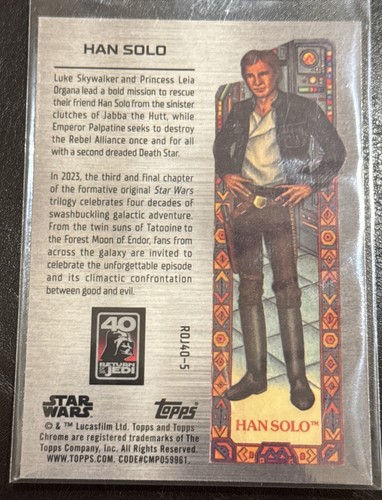 HAN SOLO
Luke Skywalker and Princess Leia
Organa lead a bold mission to rescue
their friend Han Solo from the sinister
clutches of Jabba the Hutt, while
Emperor Palpatine seeks to destroy
the Rebel Alliance once and for all
with a second dreaded Death Star.
In 2023, the third and final chapter
of the formative original Star Wars
trilogy celebrates four decades of
swashbuckling galactic adventure.
From the twin suns of Tatooine to
the Forest Moon of Endor, fans from
across the galaxy are invited to
celebrate the unforgettable episode
and its climactic confrontation
between good and evil.
40
RETURN OF THE JEDI
ROJ40-5
STAR WARS
Topps
© & ™ Lucasfilm Ltd. Topps and Topps
Chrome are registered trademarks of The
Topps Company, Inc. All Rights Reserved.
WWW.TOPPS.COM. CODE#CMP059961.
HAN SOLO™